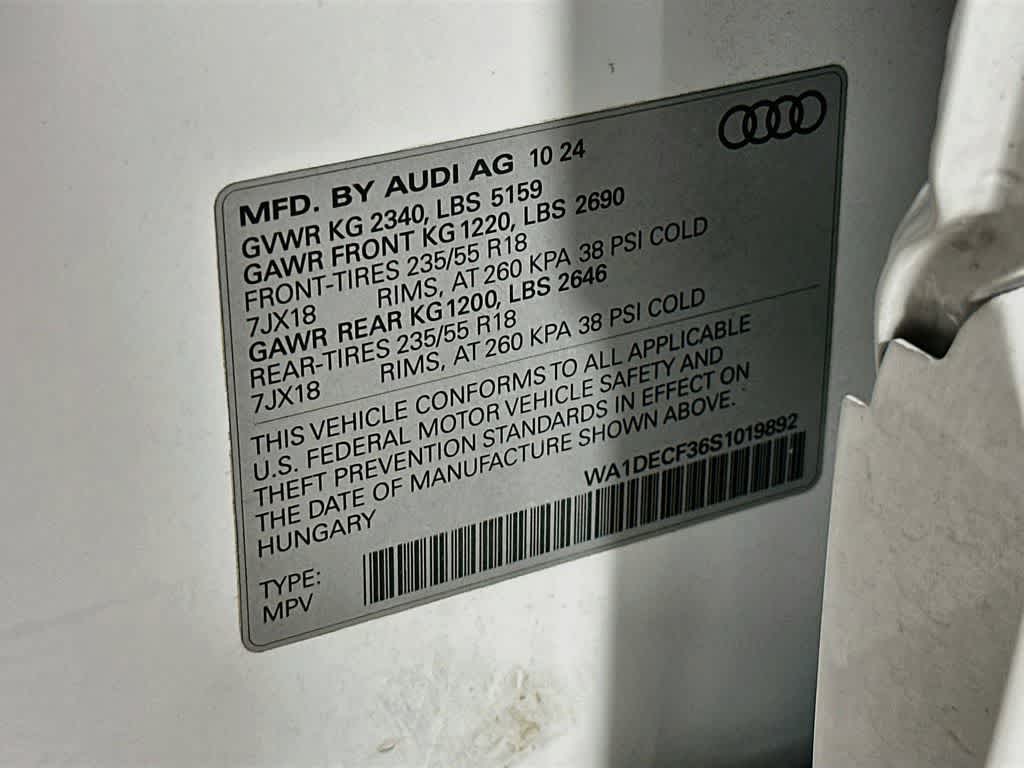 MFD. BY AUDI AG 10 24
GVWR KG 2340, LBS 5159
GAWR FRONT KG 1220, LBS 2690
FRONT-TIRES 235/55 R18
7JX18 RIMS, AT 260 KPA 38 PSI COLD
GAWR REAR KG 1200, LBS 2646
REAR-TIRES 235/55 R18
7JX18 RIMS, AT 260 KPA 38 PSI COLD
THIS VEHICLE CONFORMS TO ALL APPLICABLE
U.S. FEDERAL MOTOR VEHICLE SAFETY AND
THEFT PREVENTION STANDARDS IN EFFECT ON
THE DATE OF MANUFACTURE SHOWN ABOVE.
HUNGARY
WA1DECF36S1019892
TYPE:
MPV